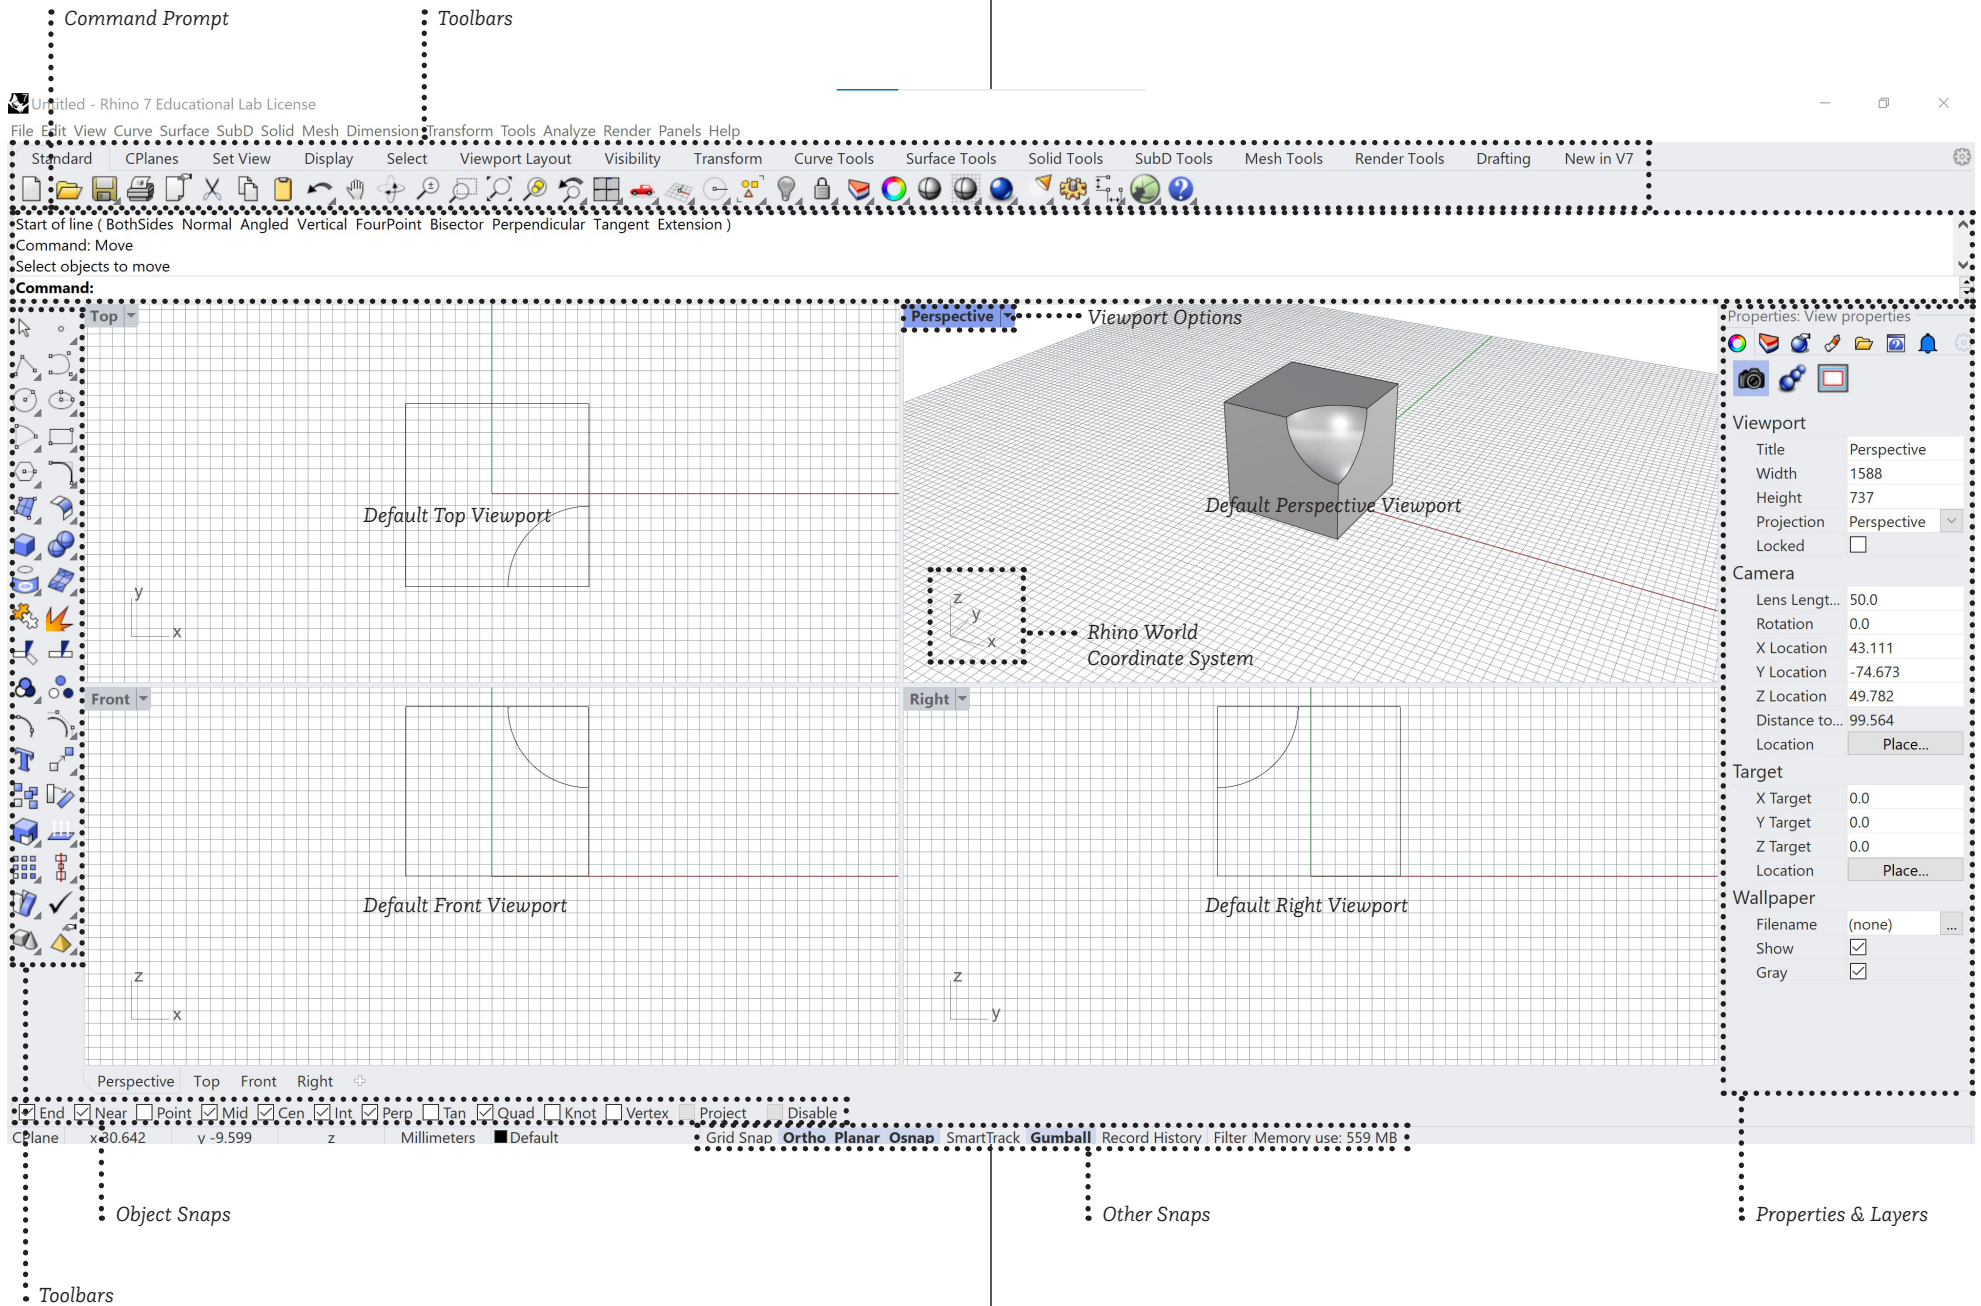 Command Prompt
Toolbars
Untitled - Rhino 7 Educational Lab License
File Edit View Curve Surface SubD Solid Mesh Dimension Transform Tools Analyze Render Panels Help
Standard CPlanes Set View Display Select Viewport Layout Visibility Transform Curve Tools Surface Tools Solid Tools SubD Tools Mesh Tools Render Tools Drafting New in V7
Start of line ( BothSides Normal Angled Vertical FourPoint Bisector Perpendicular Tangent Extension )
Command: Move
Select objects to move
Command:
Top
Perspective
Viewport Options
Default Top Viewport
y
x
Default Perspective Viewport
z
y
x
Rhino World
Coordinate System
Front
Right
Default Front Viewport
Default Right Viewport
z
x
z
y
Properties: View properties
Viewport
Title Perspective
Width 1588
Height 737
Projection Perspective
Locked
Camera
Lens Lengt... 50.0
Rotation 0.0
X Location 43.111
Y Location -74.673
Z Location 49.782
Distance to... 99.564
Location Place...
Target
X Target 0.0
Y Target 0.0
Z Target 0.0
Location Place...
Wallpaper
Filename (none) ...
Show
Gray
Perspective Top Front Right
End Near Point Mid Cen Int Perp Tan Quad Knot Vertex Project Disable
CPlane x 30.642 y -9.599 z Millimeters Default Grid Snap Ortho Planar Osnap SmartTrack Gumball Record History Filter Memory use: 559 MB
Object Snaps
Other Snaps
Properties & Layers
Toolbars